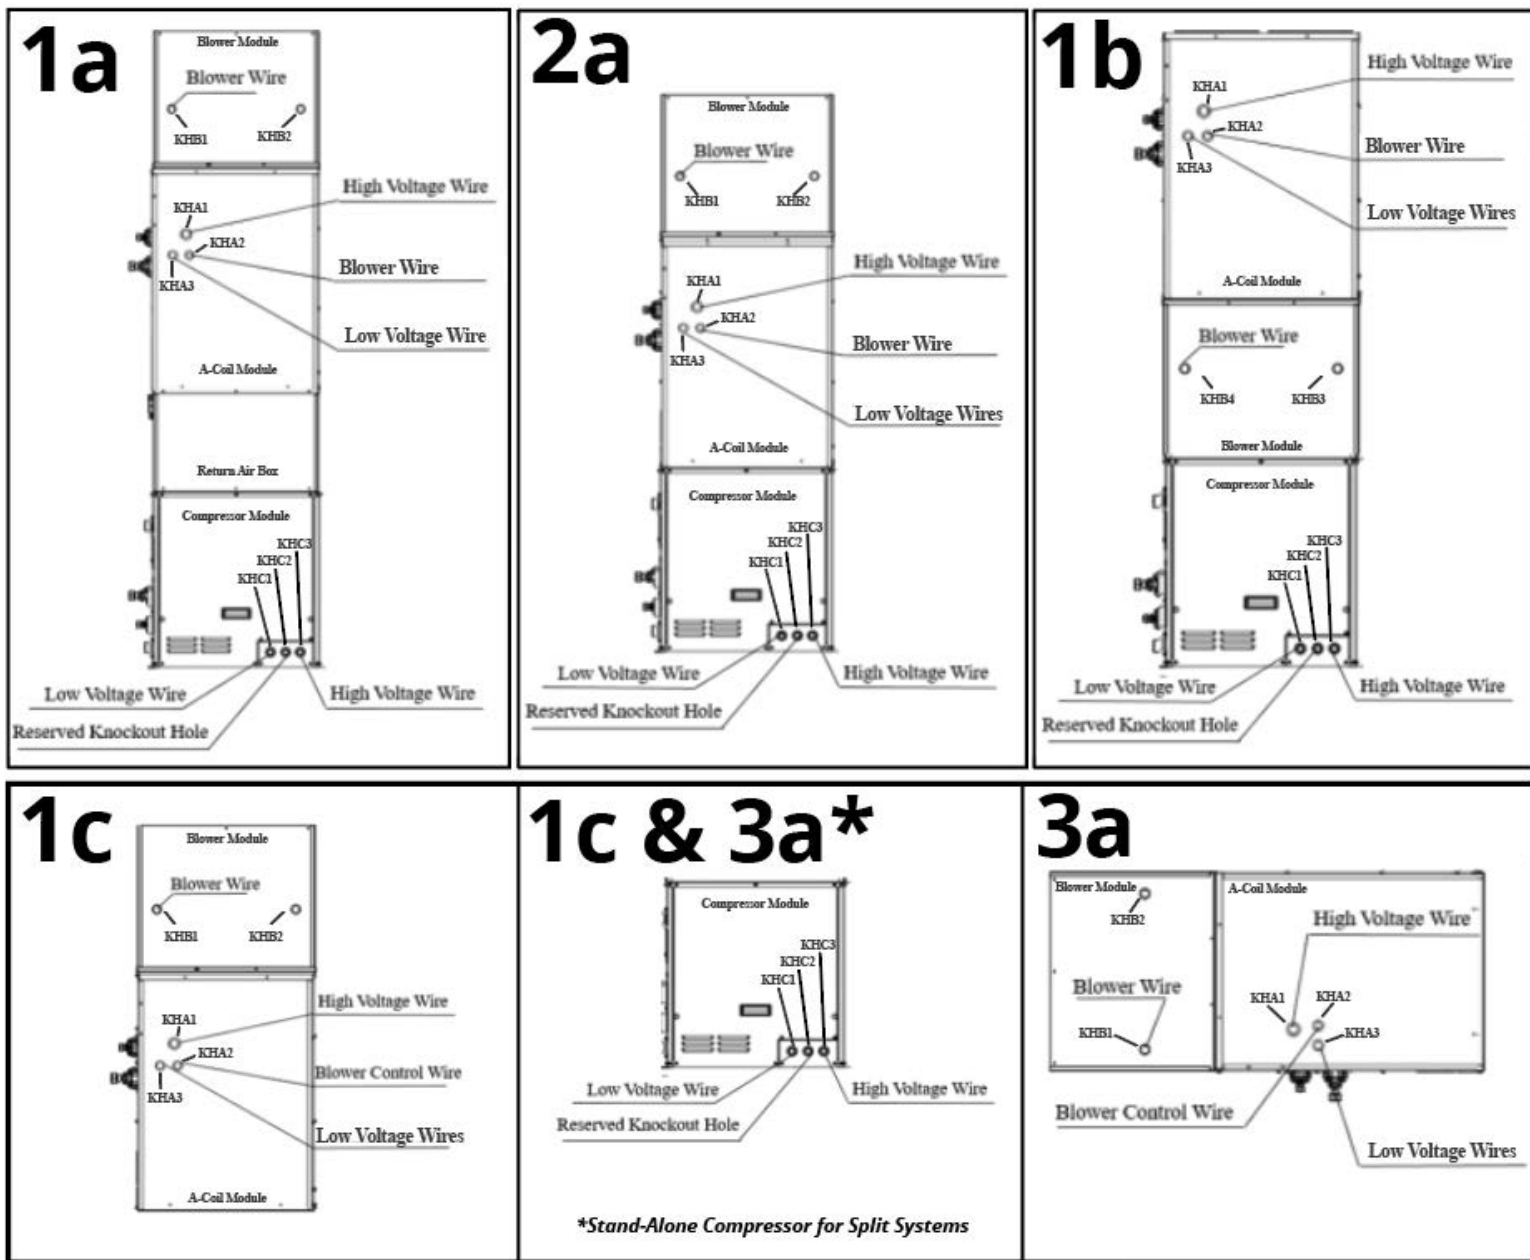 1a
Blower Module
Blower Wire
KHB1
KHB2
High Voltage Wire
KHA1
KHA2
Blower Wire
KHA3
Low Voltage Wire
A-Coil Module
Return Air Box
Compressor Module
KHC3
KHC2
KHC1
Low Voltage Wire
High Voltage Wire
Reserved Knockout Hole
2a
Blower Module
Blower Wire
KHB1
KHB2
High Voltage Wire
KHA1
KHA2
Blower Wire
KHA3
Low Voltage Wires
A-Coil Module
Compressor Module
KHC3
KHC2
KHC1
Low Voltage Wire
High Voltage Wire
Reserved Knockout Hole
1b
High Voltage Wire
KHA1
KHA2
Blower Wire
KHA3
Low Voltage Wires
A-Coil Module
Blower Wire
KHB4
KHB3
Blower Module
Compressor Module
KHC3
KHC2
KHC1
Low Voltage Wire
High Voltage Wire
Reserved Knockout Hole
1c
Blower Module
Blower Wire
KHB1
KHB2
High Voltage Wire
KHA1
KHA2
Blower Control Wire
KHA3
Low Voltage Wires
A-Coil Module
1c & 3a*
Compressor Module
KHC3
KHC2
KHC1
Low Voltage Wire
High Voltage Wire
Reserved Knockout Hole
*Stand-Alone Compressor for Split Systems
3a
Blower Module
A-Coil Module
KHB2
High Voltage Wire
Blower Wire
KHA1
KHA2
KHB1
KHA3
Blower Control Wire
Low Voltage Wires